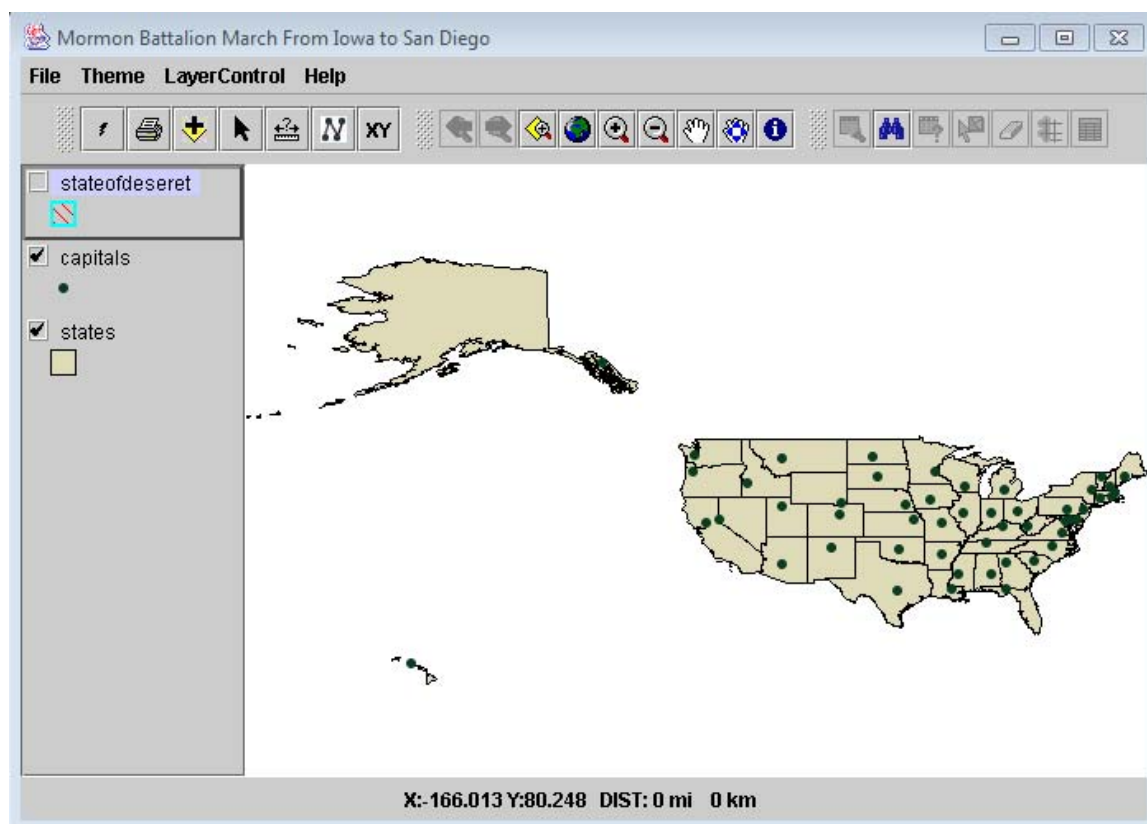 Mormon Battalion March From Iowa to San Diego
File Theme LayerControl Help
XY
stateofdeseret
capitals
states
X:-166.013 Y:80.248 DIST: 0 mi 0 km